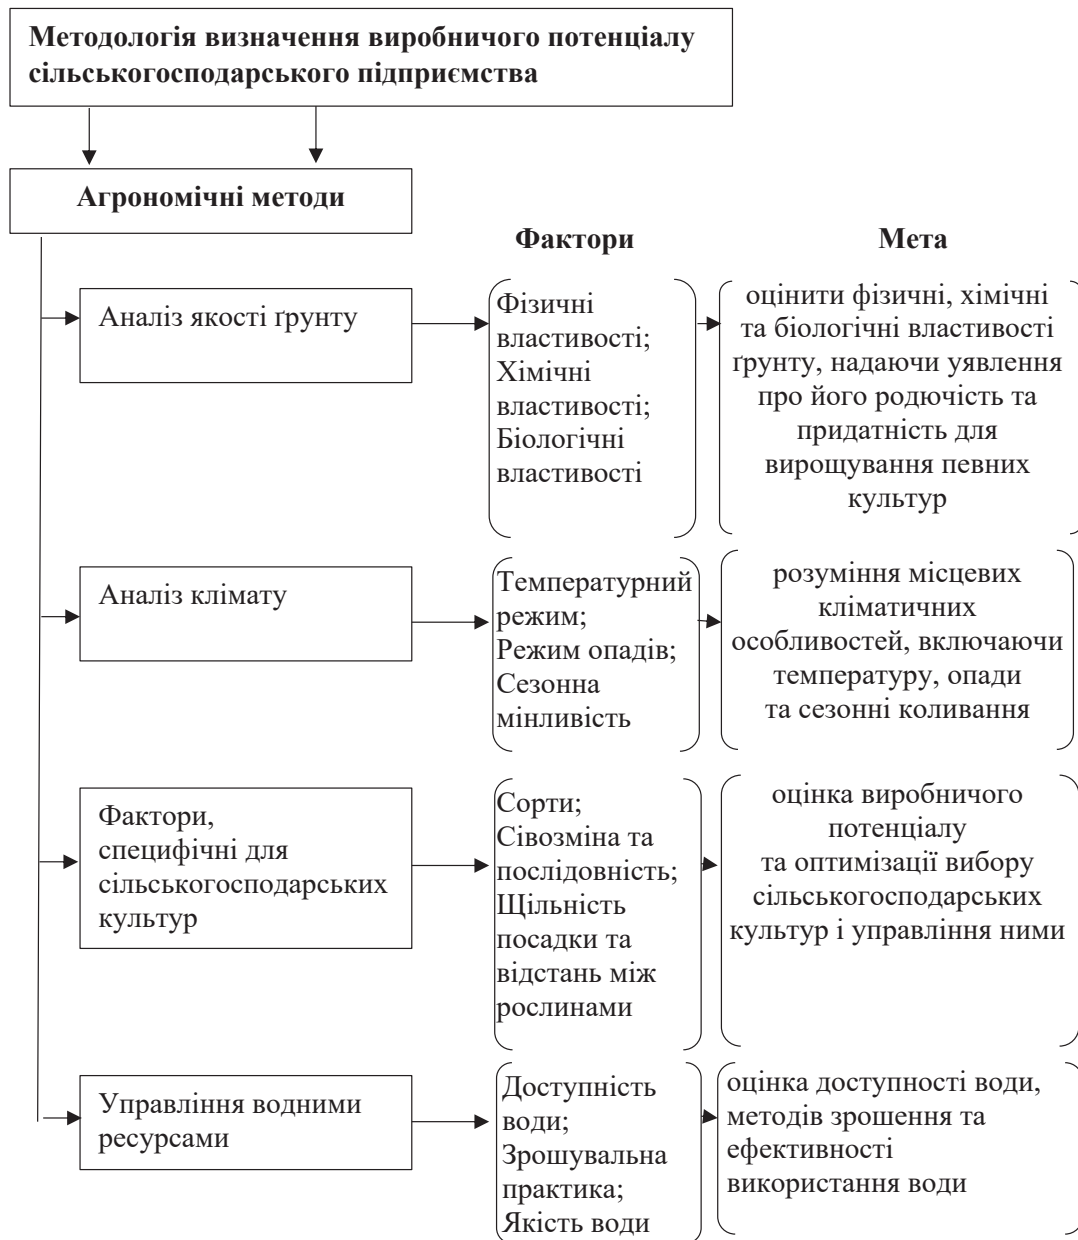 Методологія визначення виробничого потенціалу
сільськогосподарського підприємства
Агрономічні методи
Фактори
Мета
Аналіз якості ґрунту
Фізичні
властивості;
Хімічні
властивості;
Біологічні
властивості
оцінити фізичні, хімічні
та біологічні властивості
ґрунту, надаючи уявлення
про його родючість та
придатність для
вирощування певних
культур
Аналіз клімату
Температурний
режим;
Режим опадів;
Сезонна
мінливість
розуміння місцевих
кліматичних
особливостей, включаючи
температуру, опади
та сезонні коливання
Фактори,
специфічні для
сільськогосподарських
культур
Сорти;
Сівозміна та
послідовність;
Щільність
посадки та
відстань між
рослинами
оцінка виробничого
потенціалу
та оптимізації вибору
сільськогосподарських
культур і управління ними
Управління водними
ресурсами
Доступність
води;
Зрошувальна
практика;
Якість води
оцінка доступності води,
методів зрошення та
ефективності
використання води